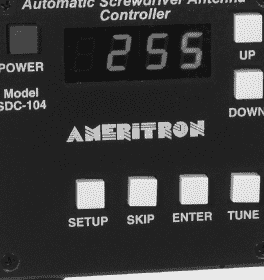 Automatic Screwdriver Antenna
Controller
255
POWER
UP
Model
SDC-104
DOWN
AMERITRON
SETUP SKIP ENTER TUNE